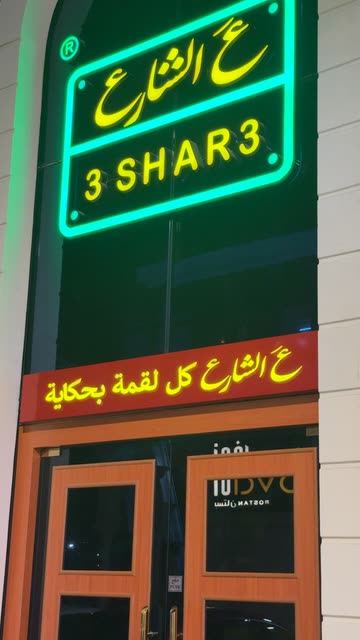 ®
عَ الشارع
3 SHAR3
عَ الشارع كل لقمة بحكاية